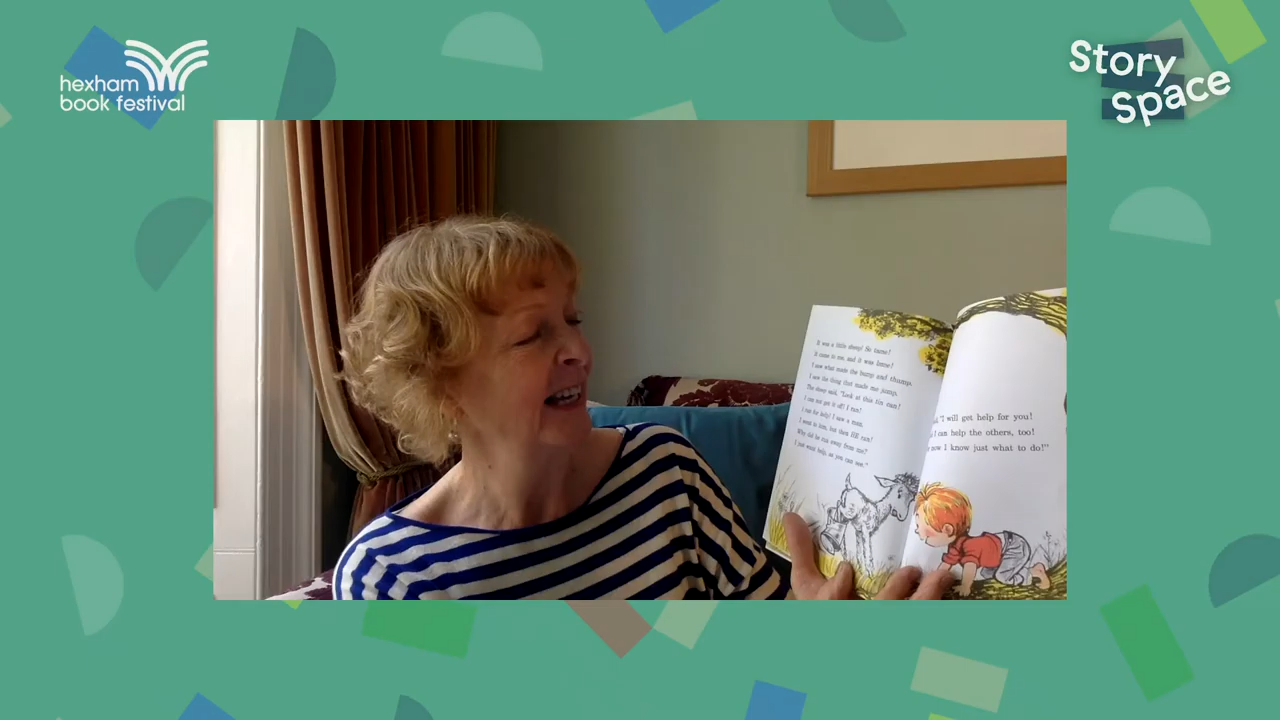 hexham
book festival
Story
Space
It was a little sheep! So tame!
It came to me, and it was lame!
I saw what made the bump and thump,
I saw the thing that made me jump.
The sheep said, "Look at this tin can!
I can not get it off! I ran!
I ran for help! I saw a man.
I went to him, but then HE ran!
Why did he run away from me?
I just want help, as you can see."
"I will get help for you!
I can help the others, too!
now I know just what to do!"